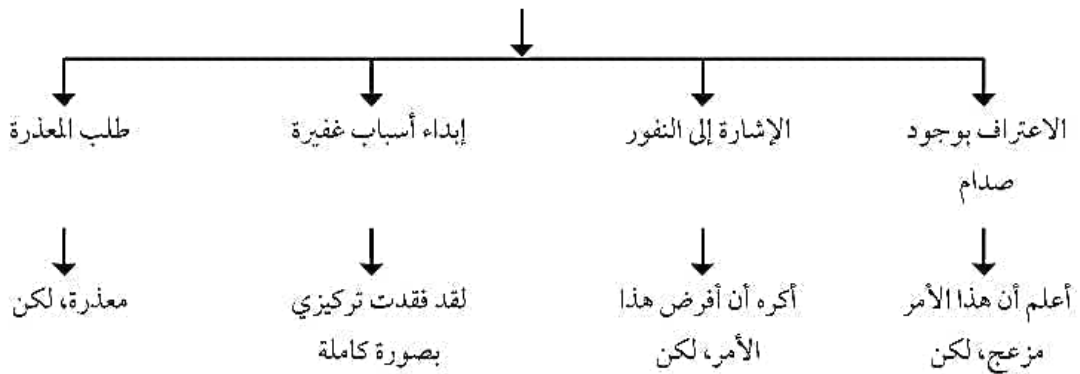 الاعتراف بوجود
صدام
الإشارة إلى النفور
إبداء أسباب غفيرة
طلب المعذرة
أعلم أن هذا الأمر
مزعج، لكن
أكره أن أفرض هذا
الأمر، لكن
لقد فقدت تركيزي
بصورة كاملة
معذرة، لكن